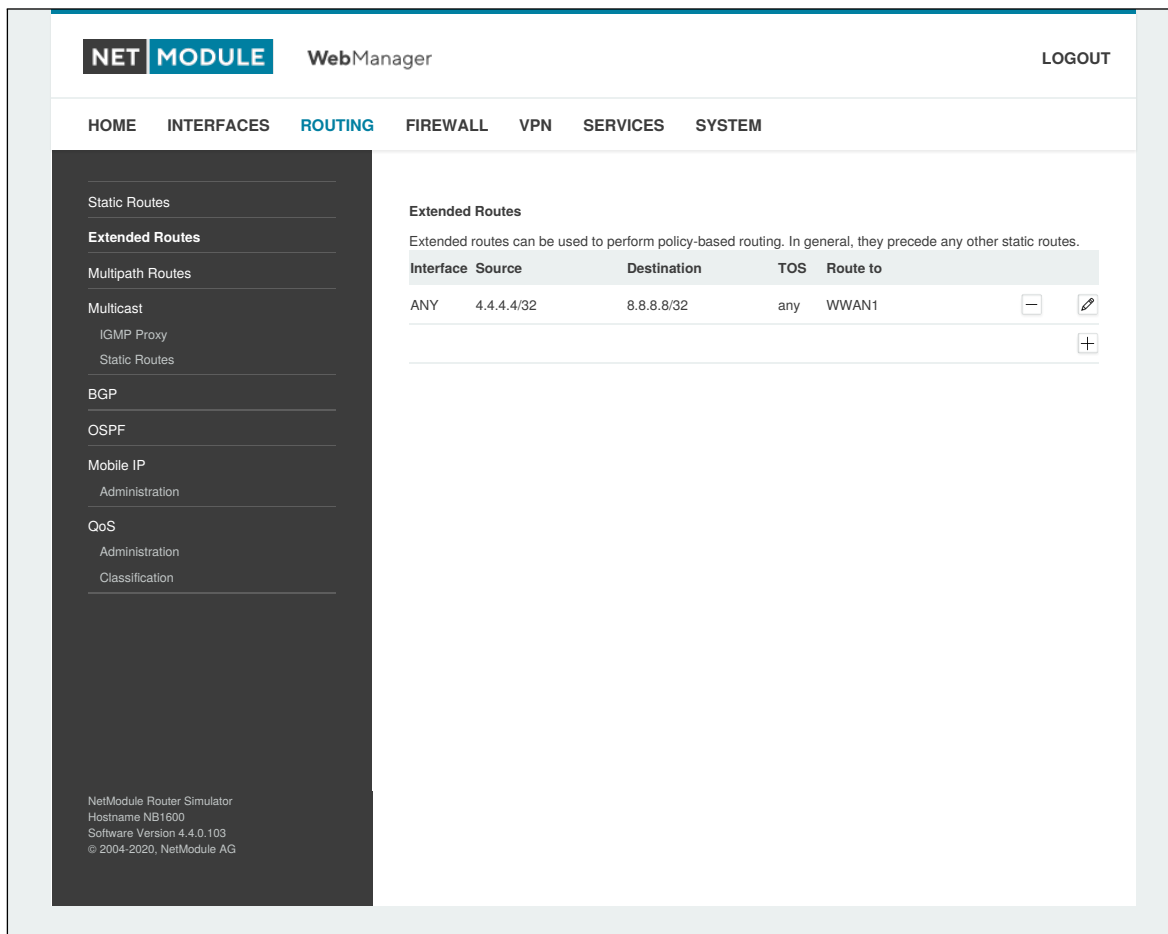 NET MODULE WebManager LOGOUT
HOME INTERFACES ROUTING FIREWALL VPN SERVICES SYSTEM
Static Routes
Extended Routes
Multipath Routes
Multicast
IGMP Proxy
Static Routes
BGP
OSPF
Mobile IP
Administration
QoS
Administration
Classification
NetModule Router Simulator
Hostname NB1600
Software Version 4.4.0.103
© 2004-2020, NetModule AG
Extended Routes
Extended routes can be used to perform policy-based routing. In general, they precede any other static routes.
Interface Source Destination TOS Route to
ANY 4.4.4.4/32 8.8.8.8/32 any WWAN1